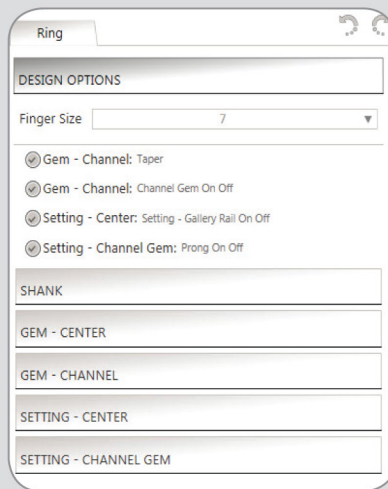 Ring
DESIGN OPTIONS
Finger Size 7
Gem - Channel: Taper
Gem - Channel: Channel Gem On Off
Setting - Center: Setting - Gallery Rail On Off
Setting - Channel Gem: Prong On Off
SHANK
GEM - CENTER
GEM - CHANNEL
SETTING - CENTER
SETTING - CHANNEL GEM